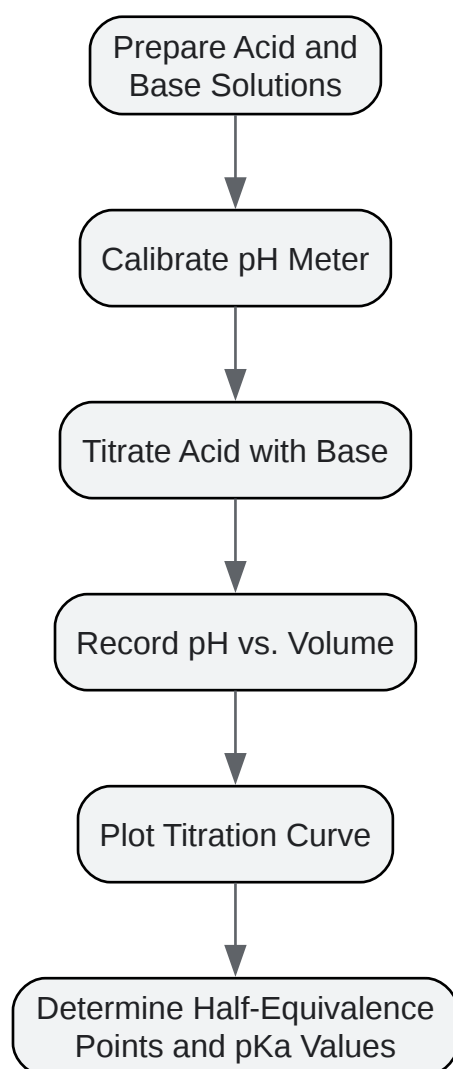 Prepare Acid and
Base Solutions
Calibrate pH Meter
Titrate Acid with Base
Record pH vs. Volume
Plot Titration Curve
Determine Half-Equivalence
Points and pKa Values